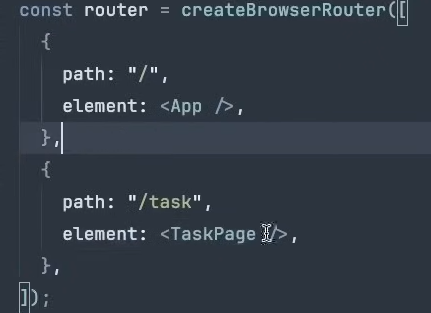 const router = createBrowserRouter([
  {
    path: "/",
    element: <App />,
  },
  {
    path: "/task",
    element: <TaskPage />,
  },
]);